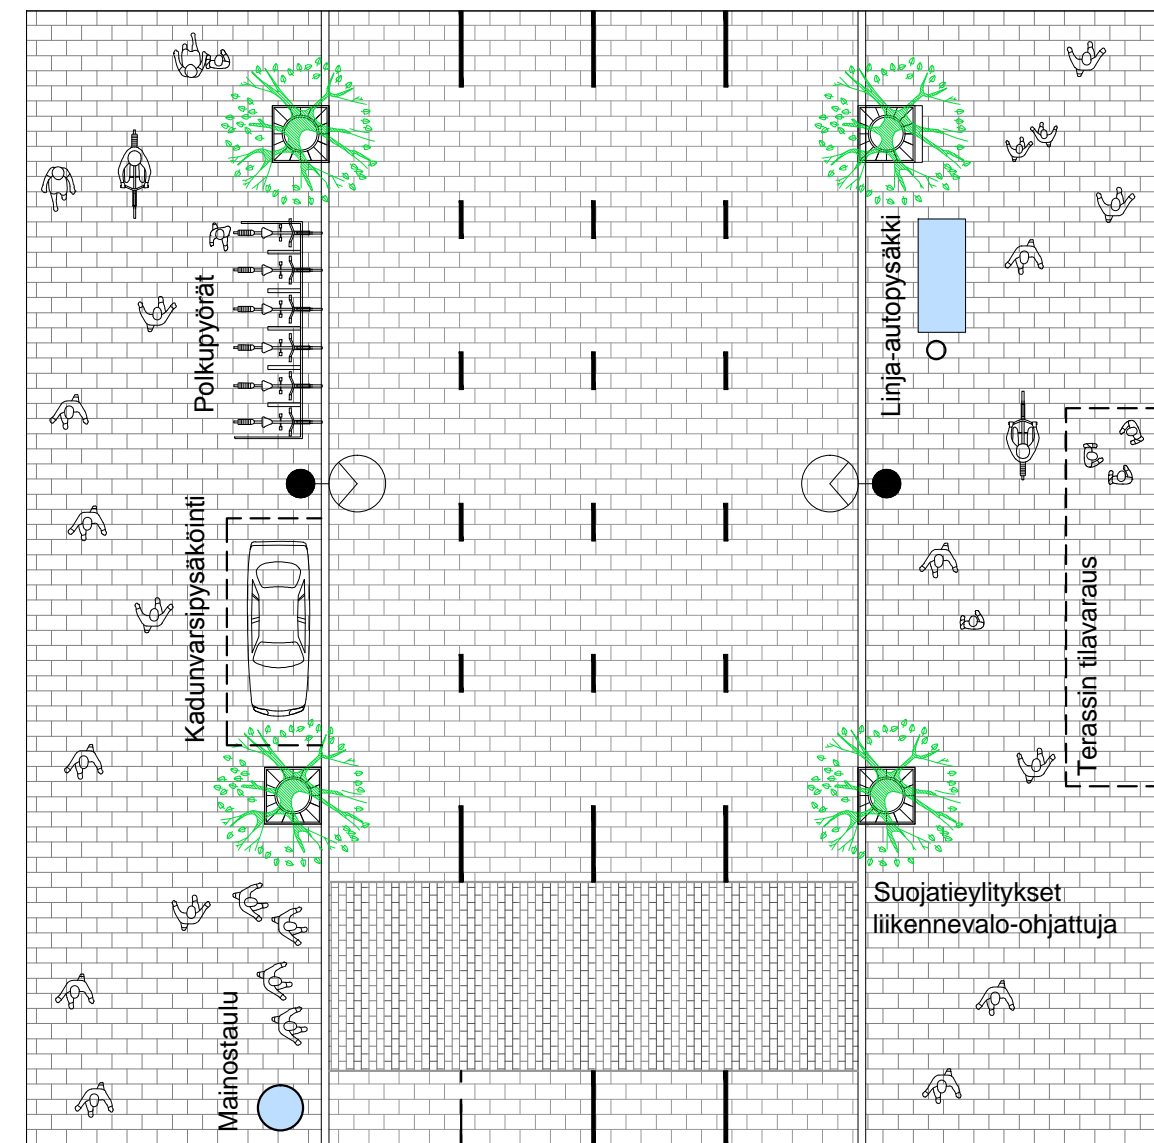 Polkupyörät
Linja-autopysäkki
Kadunvarsipysäköinti
Terassin tilavaraus
Suojatieylitykset
liikennevalo-ohjattuja
Mainostaulu